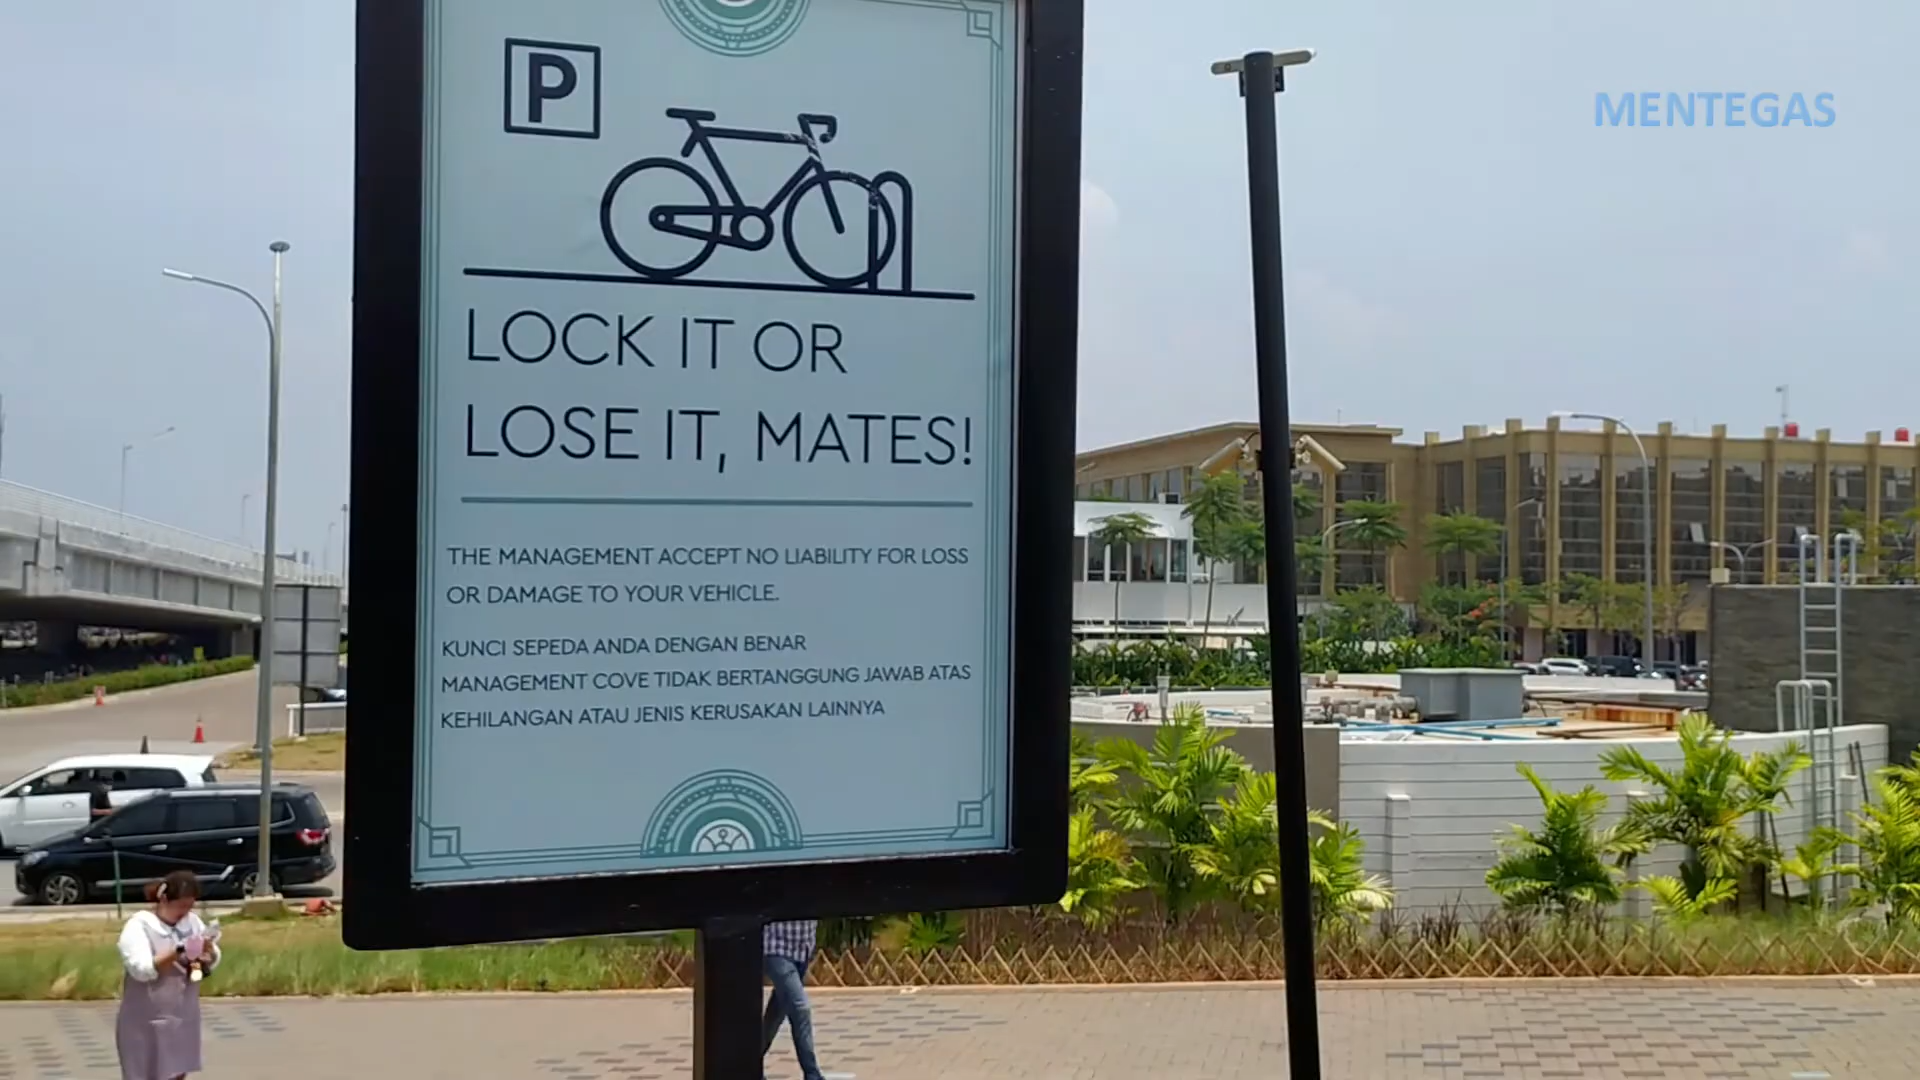 P
LOCK IT OR
LOSE IT, MATES!
THE MANAGEMENT ACCEPT NO LIABILITY FOR LOSS
OR DAMAGE TO YOUR VEHICLE.
KUNCI SEPEDA ANDA DENGAN BENAR
MANAGEMENT COVE TIDAK BERTANGGUNG JAWAB ATAS
KEHILANGAN ATAU JENIS KERUSAKAN LAINNYA
MENTEGAS